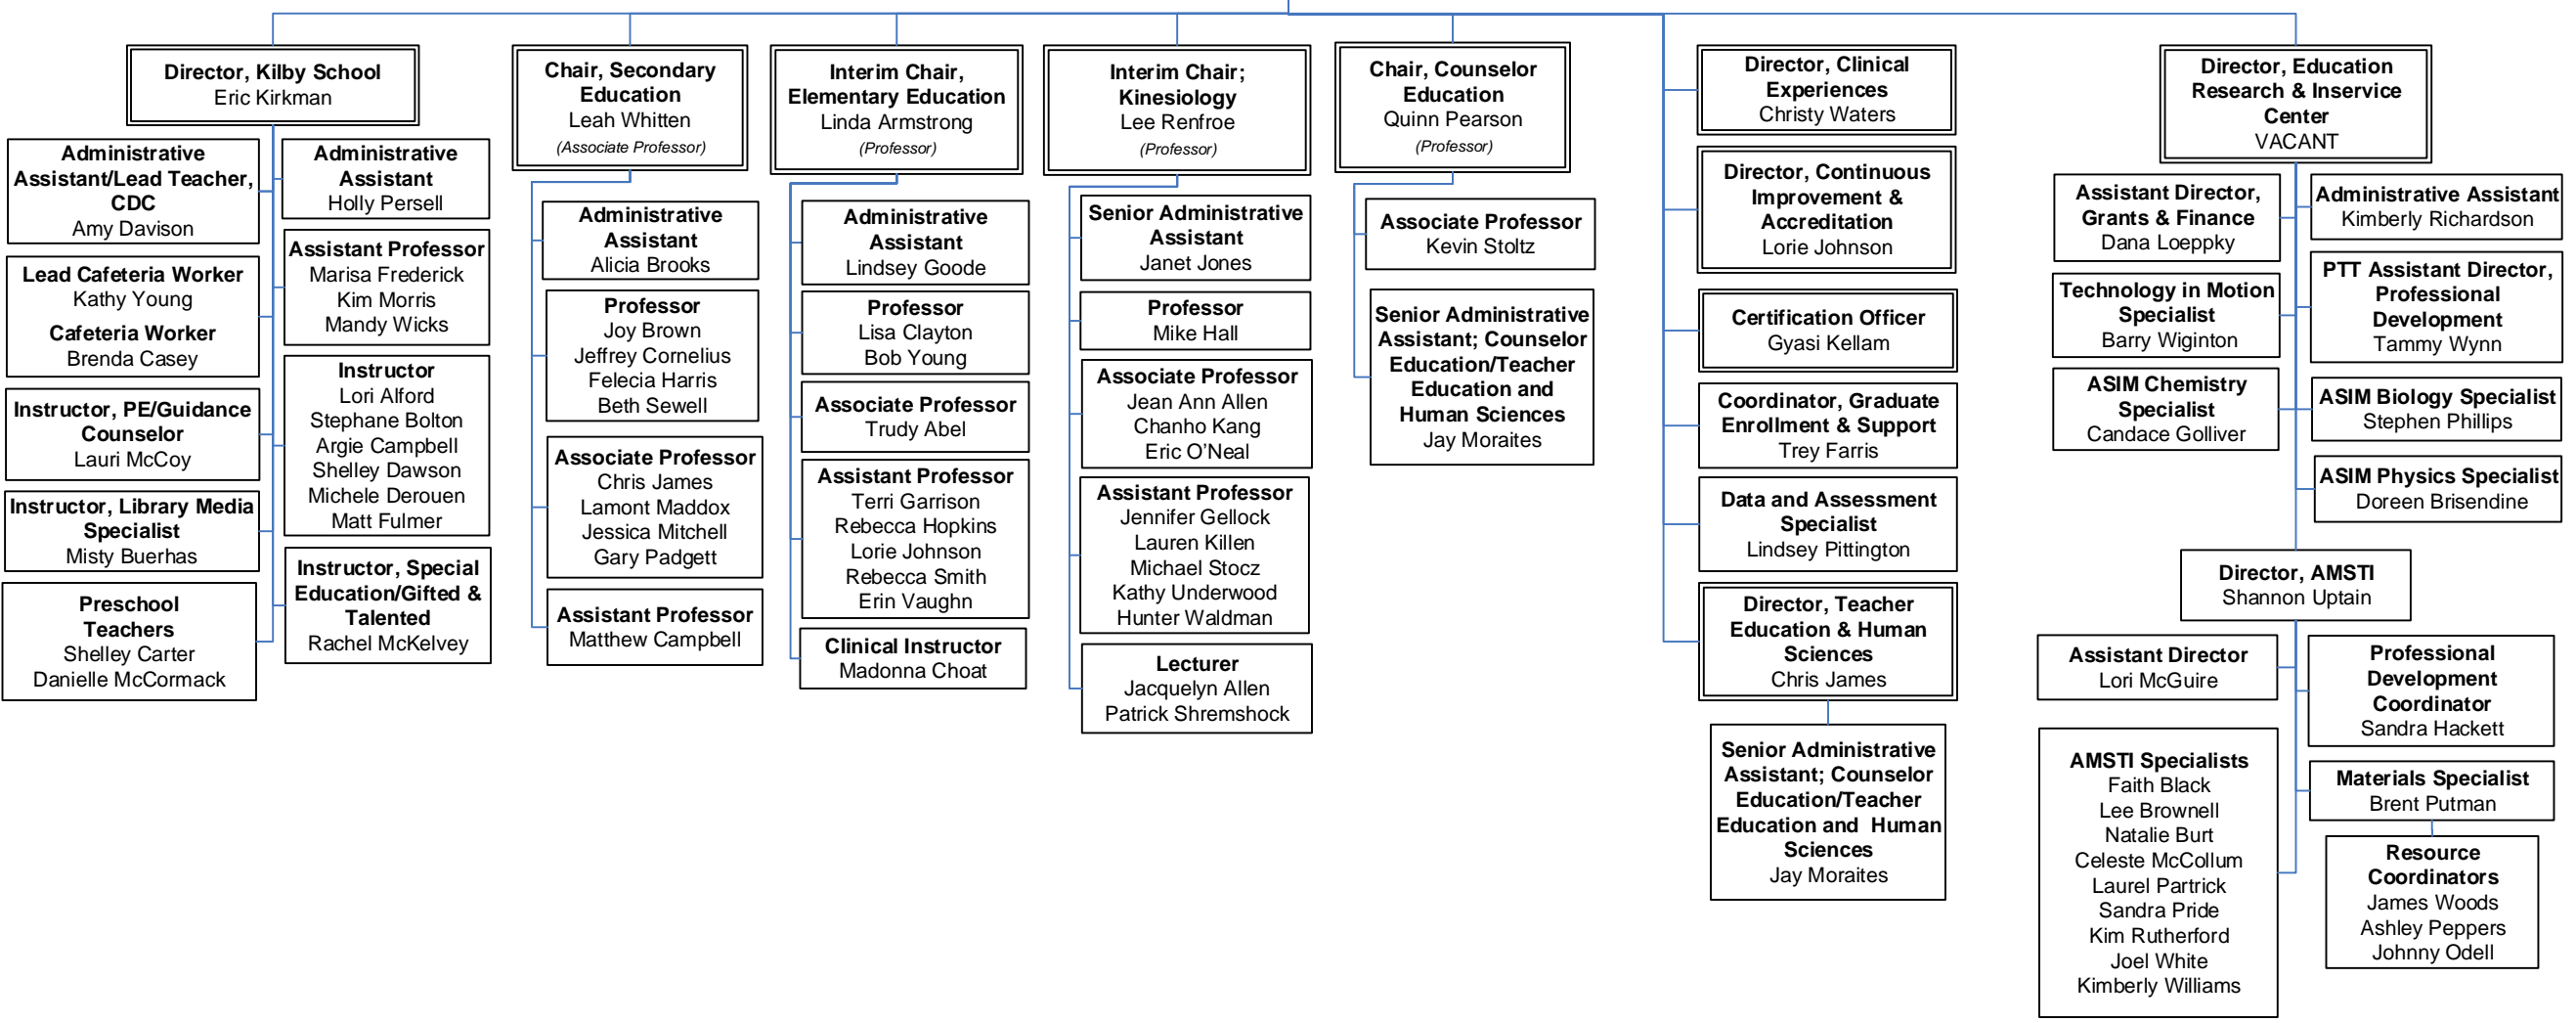 Director, Kilby School
Eric Kirkman
Administrative
Assistant/Lead Teacher,
CDC
Amy Davison
Lead Cafeteria Worker
Kathy Young
Cafeteria Worker
Brenda Casey
Instructor, PE/Guidance
Counselor
Lauri McCoy
Instructor, Library Media
Specialist
Misty Buerhas
Preschool
Teachers
Shelley Carter
Danielle McCormack
Administrative
Assistant
Holly Persell
Assistant Professor
Marisa Frederick
Kim Morris
Mandy Wicks
Instructor
Lori Alford
Stephane Bolton
Argie Campbell
Shelley Dawson
Michele Derouen
Matt Fulmer
Instructor, Special
Education/Gifted &
Talented
Rachel McKelvey
Chair, Secondary
Education
Leah Whitten
(Associate Professor)
Administrative
Assistant
Alicia Brooks
Professor
Joy Brown
Jeffrey Cornelius
Felecia Harris
Beth Sewell
Associate Professor
Chris James
Lamont Maddox
Jessica Mitchell
Gary Padgett
Assistant Professor
Matthew Campbell
Interim Chair,
Elementary Education
Linda Armstrong
(Professor)
Administrative
Assistant
Lindsey Goode
Professor
Lisa Clayton
Bob Young
Associate Professor
Trudy Abel
Assistant Professor
Terri Garrison
Rebecca Hopkins
Lorie Johnson
Rebecca Smith
Erin Vaughn
Clinical Instructor
Madonna Choat
Interim Chair;
Kinesiology
Lee Renfroe
(Professor)
Senior Administrative
Assistant
Janet Jones
Professor
Mike Hall
Associate Professor
Jean Ann Allen
Chanho Kang
Eric O’Neal
Assistant Professor
Jennifer Gellock
Lauren Killen
Michael Stocz
Kathy Underwood
Hunter Waldman
Lecturer
Jacquelyn Allen
Patrick Shremshock
Chair, Counselor
Education
Quinn Pearson
(Professor)
Associate Professor
Kevin Stoltz
Senior Administrative
Assistant; Counselor
Education/Teacher
Education and
Human Sciences
Jay Moraites
Director, Clinical
Experiences
Christy Waters
Director, Continuous
Improvement &
Accreditation
Lorie Johnson
Certification Officer
Gyasi Kellam
Coordinator, Graduate
Enrollment & Support
Trey Farris
Data and Assessment
Specialist
Lindsey Pittington
Director, Teacher
Education & Human
Sciences
Chris James
Senior Administrative
Assistant; Counselor
Education/Teacher
Education and Human
Sciences
Jay Moraites
Director, Education
Research & Inservice
Center
VACANT
Assistant Director,
Grants & Finance
Dana Loeppky
Technology in Motion
Specialist
Barry Wiginton
ASIM Chemistry
Specialist
Candace Golliver
Administrative Assistant
Kimberly Richardson
PTT Assistant Director,
Professional
Development
Tammy Wynn
ASIM Biology Specialist
Stephen Phillips
ASIM Physics Specialist
Doreen Brisendine
Director, AMSTI
Shannon Uptain
Assistant Director
Lori McGuire
AMSTI Specialists
Faith Black
Lee Brownell
Natalie Burt
Celeste McCollum
Laurel Partrick
Sandra Pride
Kim Rutherford
Joel White
Kimberly Williams
Professional
Development
Coordinator
Sandra Hackett
Materials Specialist
Brent Putman
Resource
Coordinators
James Woods
Ashley Peppers
Johnny Odell